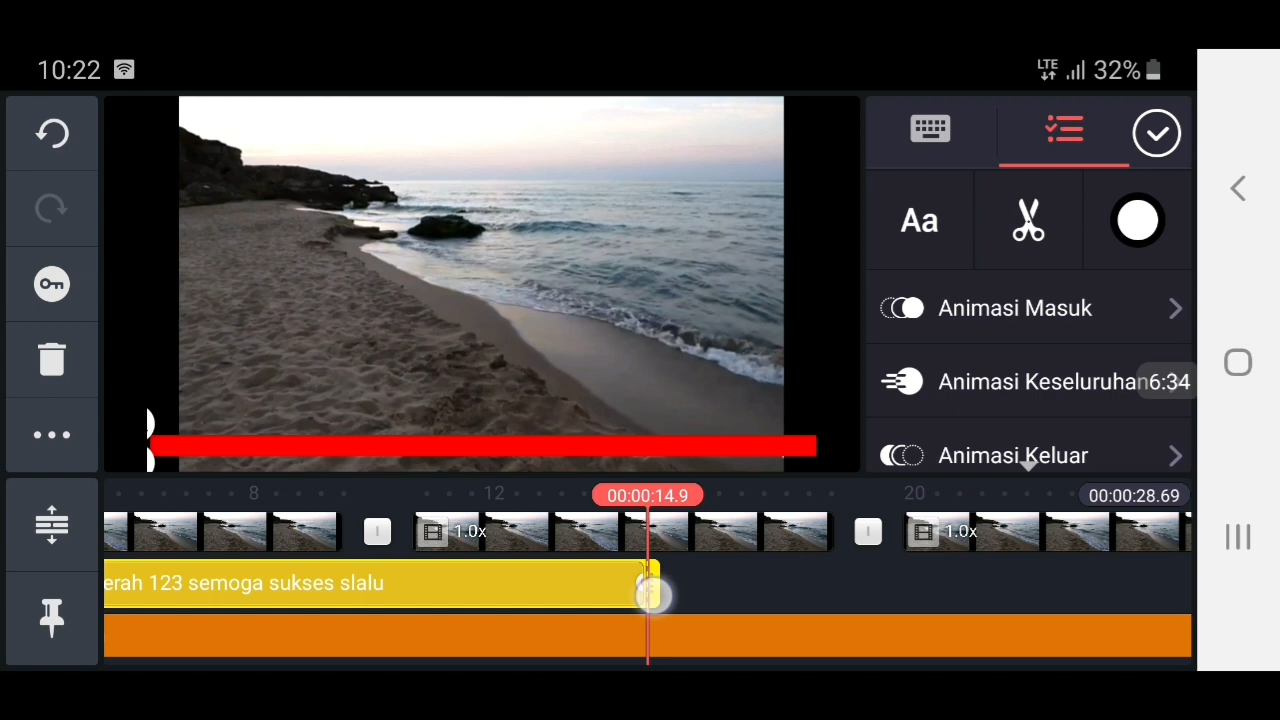 10:22
LTE 32%
Aa
Animasi Masuk
Animasi Keseluruhan
6:34
Animasi Keluar
8 12 00:00:14.9 20 00:00:28.69
1.0x 1.0x
erah 123 semoga sukses slalu